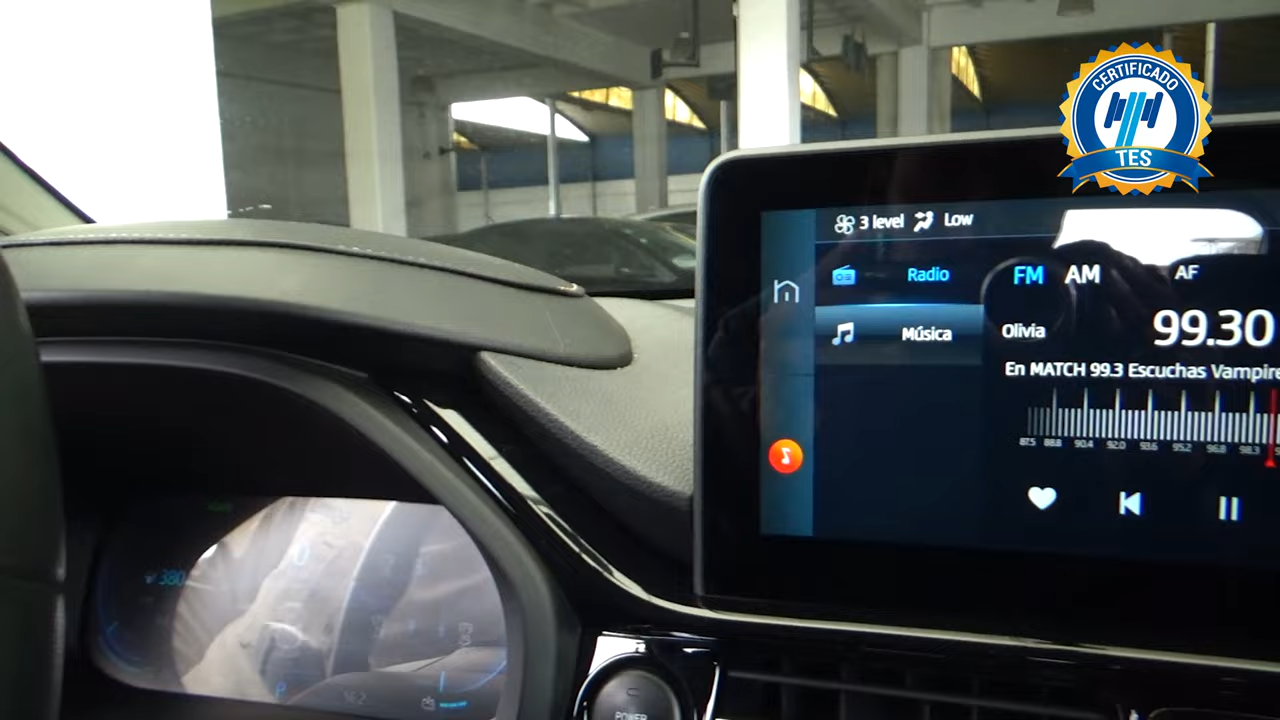 CERTIFICADO
TES
3 level Low
Radio
FM AM AF
Música
Olivia
99.30
En MATCH 99.3 Escuchas Vampire
87.5 88.8 90.4 92.0 93.6 95.2 96.8 98.3
380
P
POWER